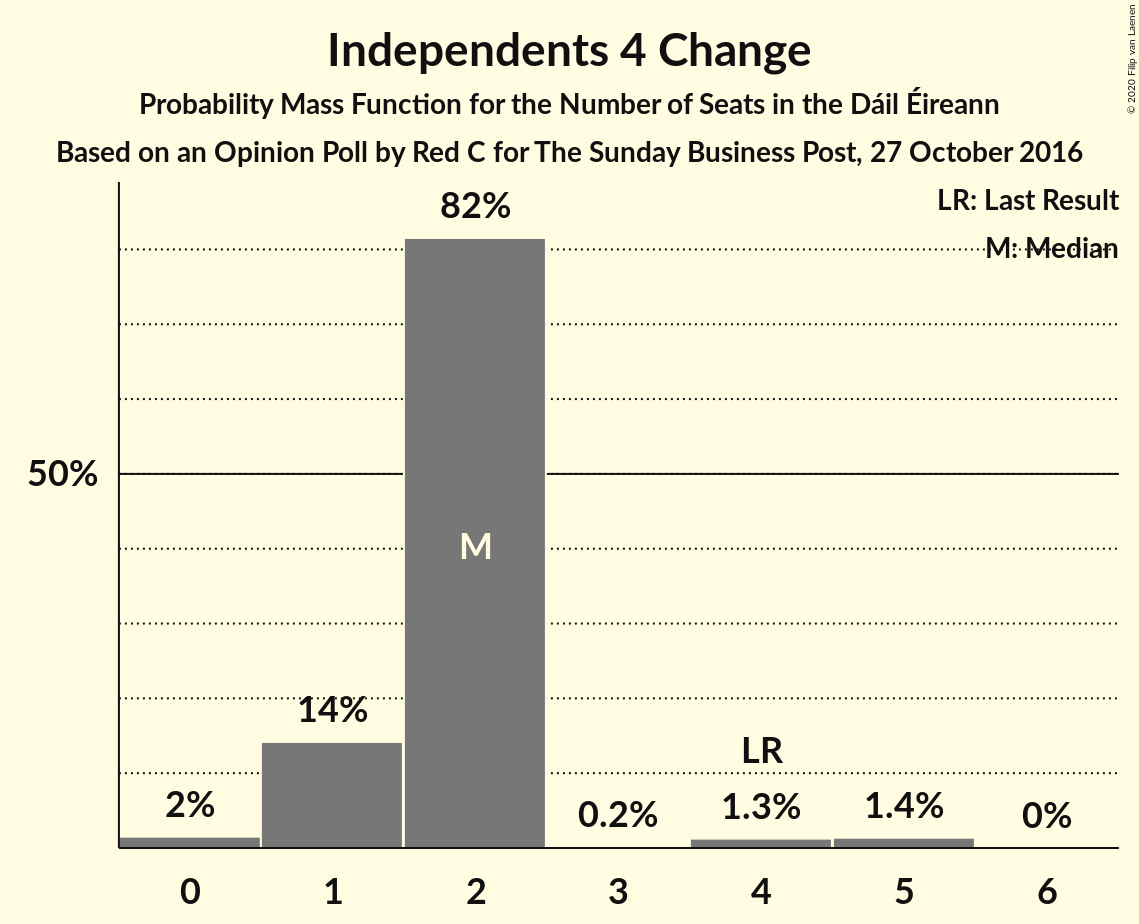 Independents 4 Change
Probability Mass Function for the Number of Seats in the Dáil Éireann
Based on an Opinion Poll by Red C for The Sunday Business Post, 27 October 2016
© 2020 Filip van Laenen
LR: Last Result
M: Median
82%
50%
M
14%
LR
2%
0.2%
1.3%
1.4%
0%
0 1 2 3 4 5 6